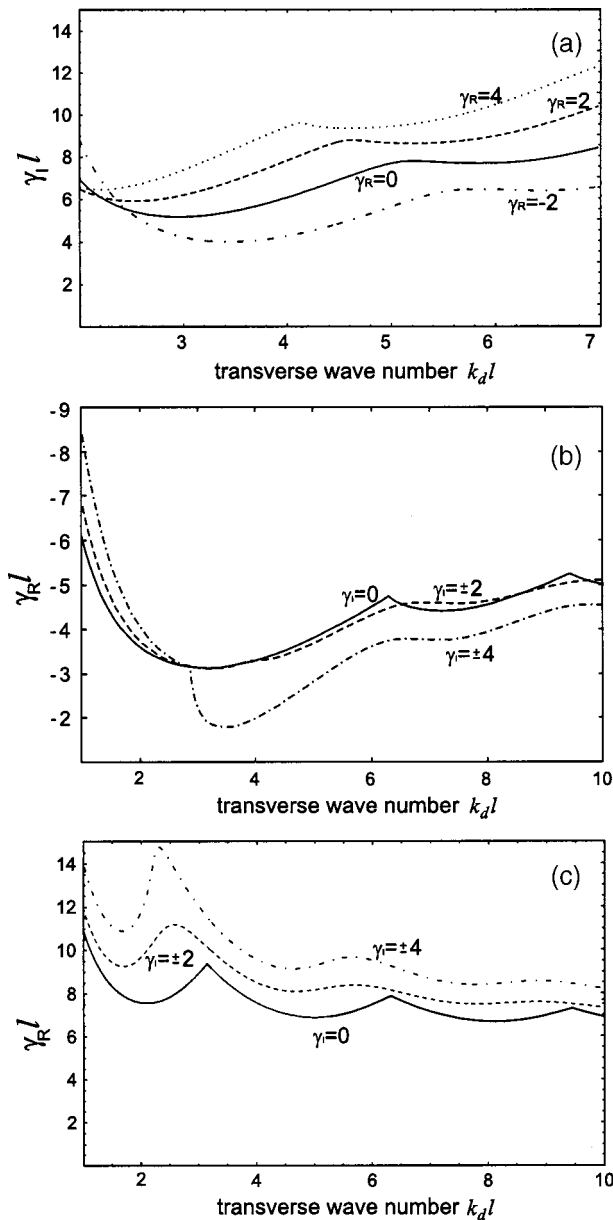 (a)
14
12
10
8
6
4
2
γI l
γR=4
γR=2
γR=0
γR=-2
3 4 5 6 7
transverse wave number kdl
(b)
-9
-8
-7
-6
-5
-4
-3
-2
γR l
γI=0
γI=±2
γI=±4
2 4 6 8 10
transverse wave number kdl
(c)
14
12
10
8
6
4
2
γR l
γI=±2
γI=±4
γI=0
2 4 6 8 10
transverse wave number kdl